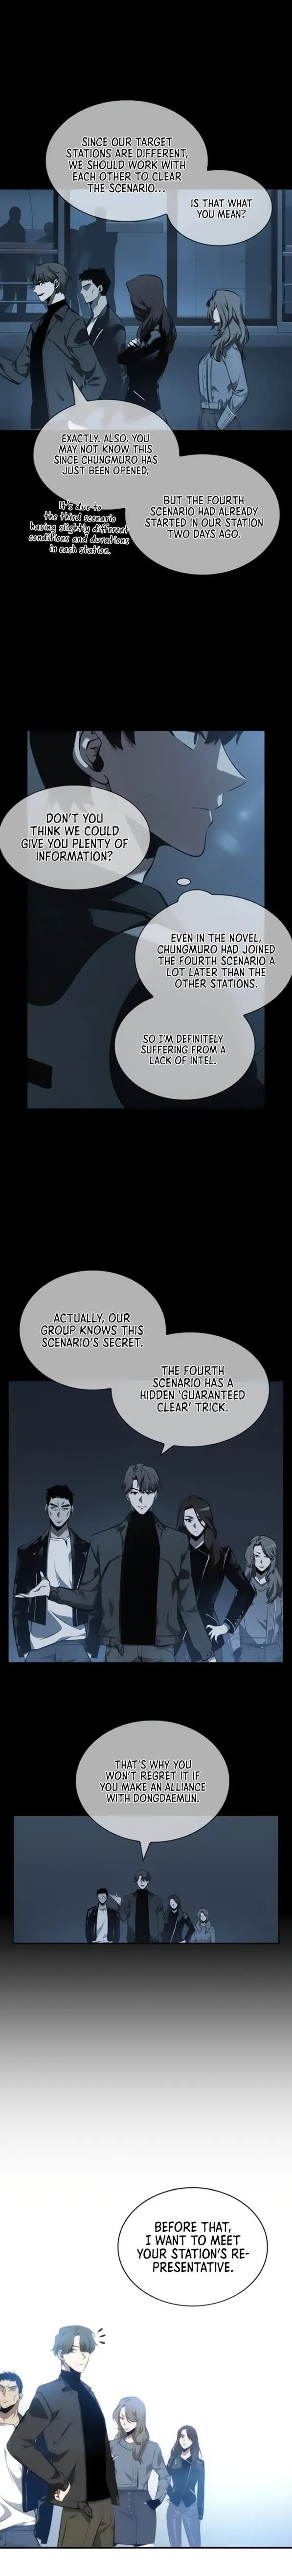 SINCE OUR TARGET
STATIONS ARE DIFFERENT,
WE SHOULD WORK WITH
EACH OTHER TO CLEAR
THE SCENARIO...
IS THAT WHAT
YOU MEAN?
EXACTLY. ALSO, YOU
MAY NOT KNOW THIS
SINCE CHUNGMURO HAS
JUST BEEN OPENED,
It's due to
the third scenario
having slightly different
conditions and durations
in each station.
BUT THE FOURTH
SCENARIO HAD ALREADY
STARTED IN OUR STATION
TWO DAYS AGO.
DON'T YOU
THINK WE COULD
GIVE YOU PLENTY OF
INFORMATION?
EVEN IN THE NOVEL,
CHUNGMURO HAD JOINED
THE FOURTH SCENARIO A
LOT LATER THAN THE
OTHER STATIONS.
SO I'M DEFINITELY
SUFFERING FROM A
LACK OF INTEL.
ACTUALLY, OUR
GROUP KNOWS THIS
SCENARIO'S SECRET.
THE FOURTH
SCENARIO HAS A
HIDDEN 'GUARANTEED
CLEAR' TRICK.
THAT'S WHY YOU
WON'T REGRET IT IF
YOU MAKE AN ALLIANCE
WITH DONGDAEMUN.
BEFORE THAT,
I WANT TO MEET
YOUR STATION'S RE-
PRESENTATIVE.